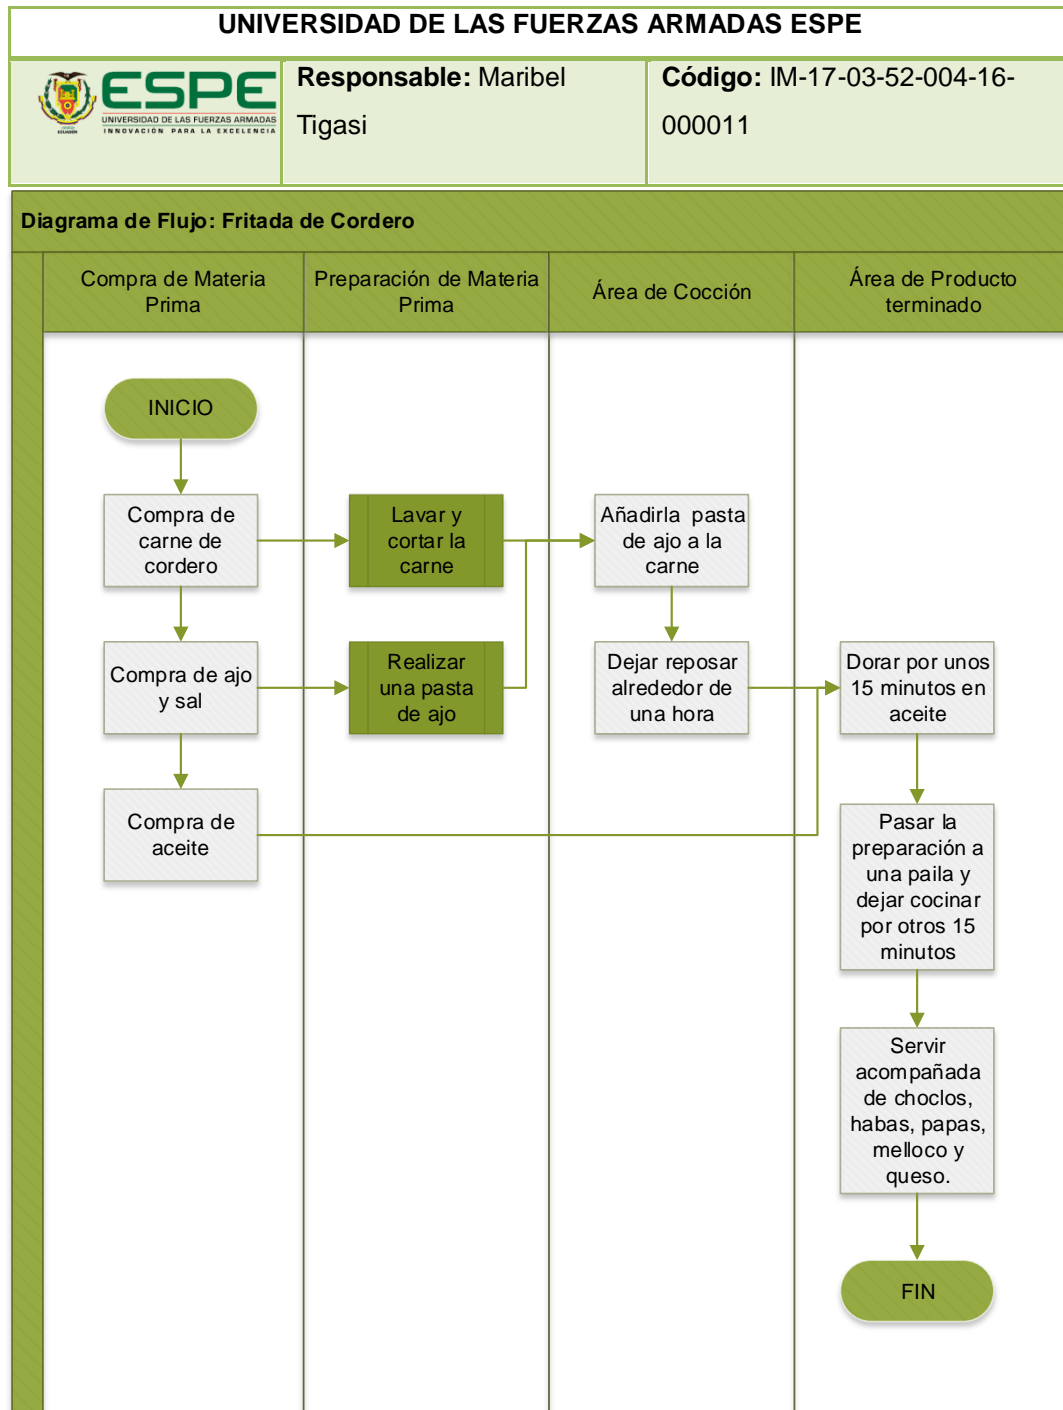 UNIVERSIDAD DE LAS FUERZAS ARMADAS ESPE
ESPE
UNIVERSIDAD DE LAS FUERZAS ARMADAS
INNOVACIÓN PARA LA EXCELENCIA
ECUADOR
Responsable: Maribel
Tigasi
Código: IM-17-03-52-004-16-
000011
Diagrama de Flujo: Fritada de Cordero
Compra de Materia
Prima
Preparación de Materia
Prima
Área de Cocción
Área de Producto
terminado
INICIO
Compra de
carne de
cordero
Lavar y
cortar la
carne
Añadirla pasta
de ajo a la
carne
Compra de ajo
y sal
Realizar
una pasta
de ajo
Dejar reposar
alrededor de
una hora
Dorar por unos
15 minutos en
aceite
Compra de
aceite
Pasar la
preparación a
una paila y
dejar cocinar
por otros 15
minutos
Servir
acompañada
de choclos,
habas, papas,
melloco y
queso.
FIN